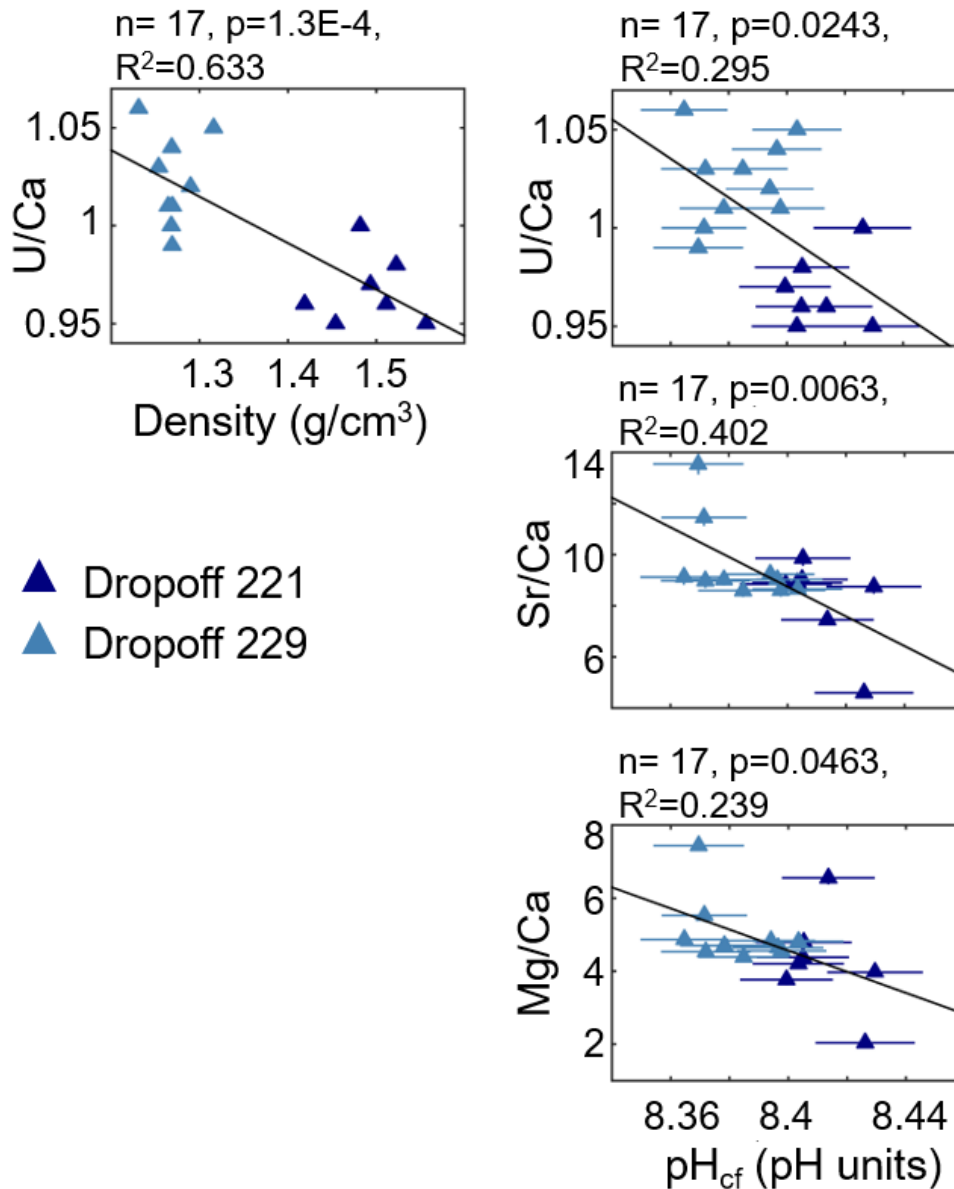 n= 17, p=1.3E-4,
R²=0.633
1.05
1
0.95
U/Ca
1.3 1.4 1.5
Density (g/cm³)
Dropoff 221
Dropoff 229
n= 17, p=0.0243,
R²=0.295
1.05
1
0.95
U/Ca
n= 17, p=0.0063,
R²=0.402
14
10
6
Sr/Ca
n= 17, p=0.0463,
R²=0.239
8
6
4
2
Mg/Ca
8.36 8.4 8.44
pHcf (pH units)